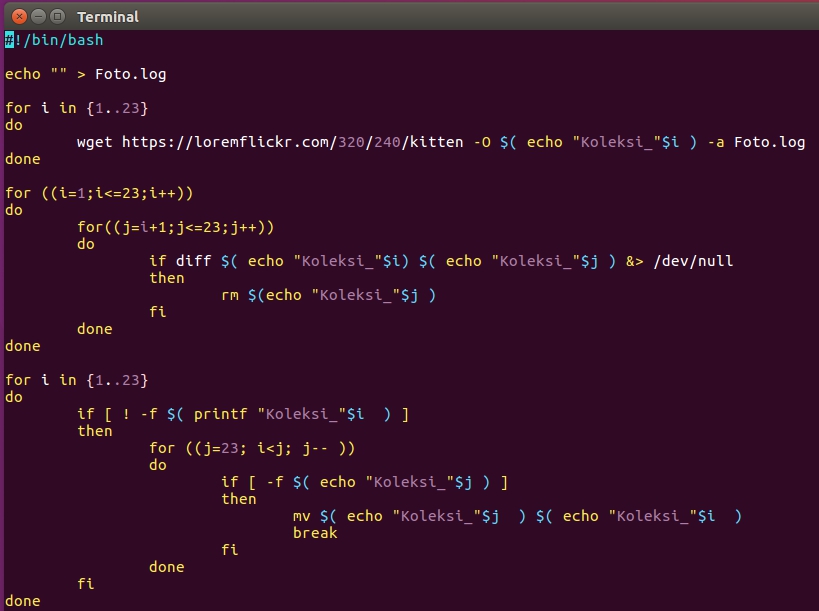 Terminal
#!/bin/bash
echo "" > Foto.log
for i in {1..23}
do
wget https://loremflickr.com/320/240/kitten -O $( echo "Koleksi_"$i ) -a Foto.log
done
for ((i=1;i<=23;i++))
do
for((j=i+1;j<=23;j++))
do
if diff $( echo "Koleksi_"$i) $( echo "Koleksi_"$j ) &> /dev/null
then
rm $(echo "Koleksi_"$j )
fi
done
done
for i in {1..23}
do
if [ ! -f $( printf "Koleksi_"$i  ) ]
then
for ((j=23; i<j; j-- ))
do
if [ -f $( echo "Koleksi_"$j ) ]
then
mv $( echo "Koleksi_"$j  ) $( echo "Koleksi_"$i  )
break
fi
done
fi
done